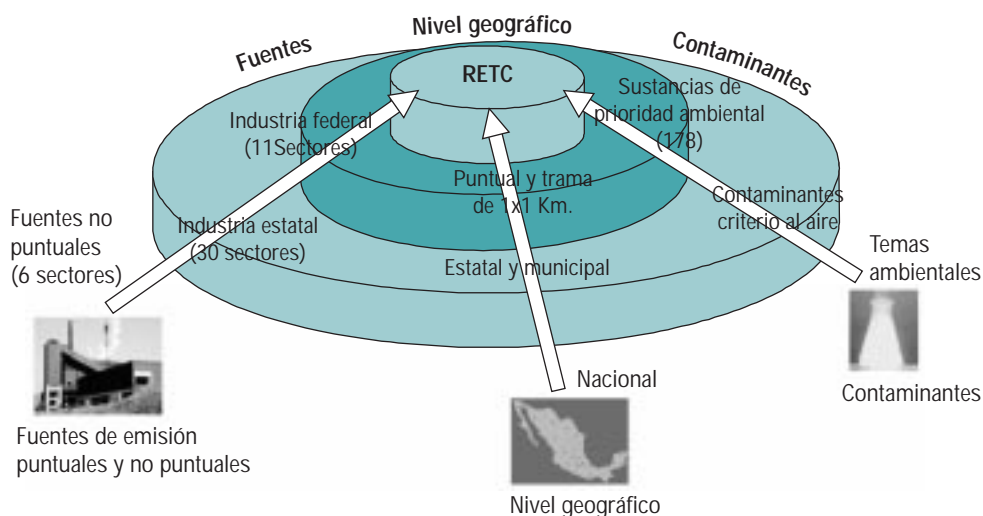 Fuentes
Nivel geográfico
Contaminantes
RETC
Industria federal
(11Sectores)
Sustancias de
prioridad ambiental
(178)
Puntual y trama
de 1x1 Km.
Fuentes no
puntuales
(6 sectores)
Industria estatal
(30 sectores)
Contaminantes
criterio al aire
Estatal y municipal
Temas
ambientales
Nacional
Contaminantes
Fuentes de emisión
puntuales y no puntuales
Nivel geográfico